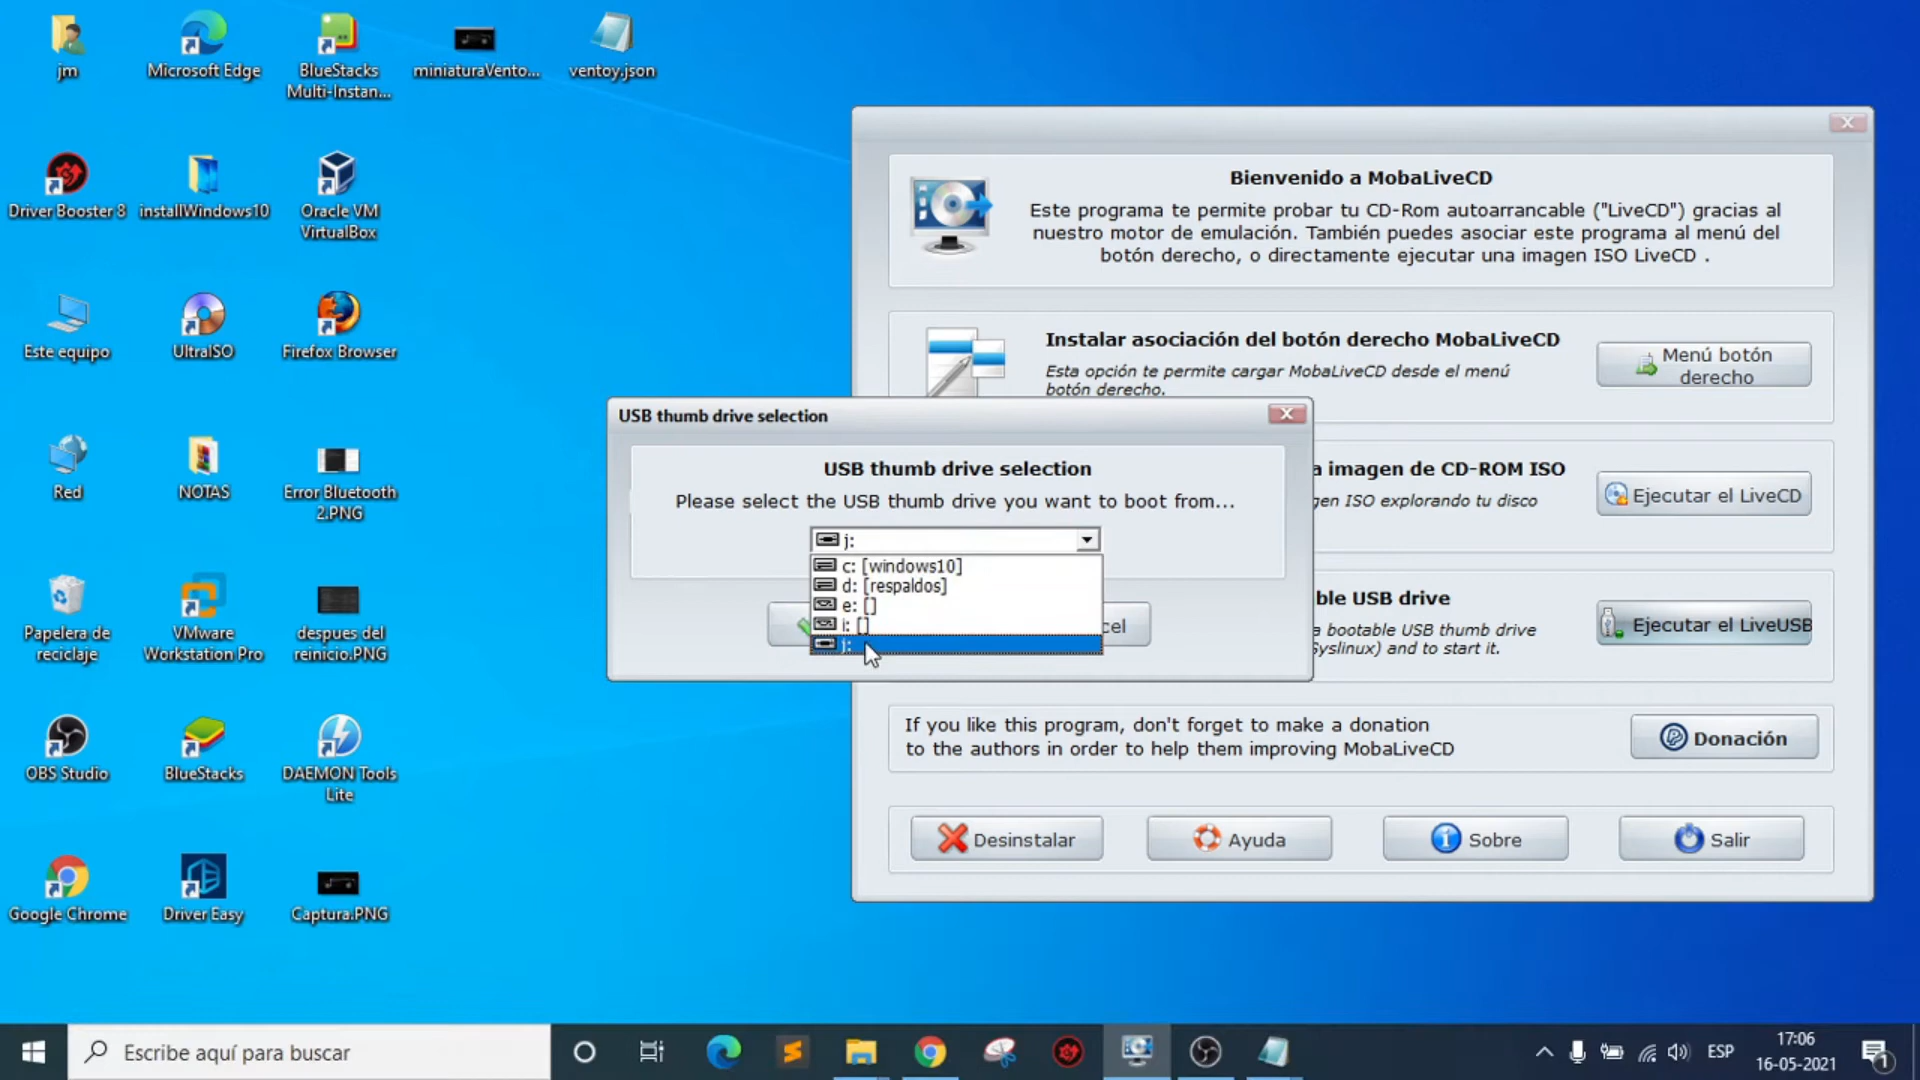 jm
Microsoft Edge
BlueStacks
Multi-Instan...
miniaturaVento...
ventoy.json
Driver Booster 8
installWindows10
Oracle VM
VirtualBox
Este equipo
UltraISO
Firefox Browser
Red
NOTAS
Error Bluetooth
2.PNG
Papelera de
reciclaje
VMware
Workstation Pro
despues del
reinicio.PNG
OBS Studio
BlueStacks
DAEMON Tools
Lite
Google Chrome
Driver Easy
Captura.PNG
Bienvenido a MobaLiveCD
Este programa te permite probar tu CD-Rom autoarrancable ("LiveCD") gracias al
nuestro motor de emulación. También puedes asociar este programa al menú del
botón derecho, o directamente ejecutar una imagen ISO LiveCD .
Instalar asociación del botón derecho MobaLiveCD
Esta opción te permite cargar MobaLiveCD desde el menú
botón derecho.
Menú botón
derecho
USB thumb drive selection
USB thumb drive selection
Please select the USB thumb drive you want to boot from...
j:
c: [windows10]
d: [respaldos]
e: []
i: []
j:
cel
a imagen de CD-ROM ISO
gen ISO explorando tu disco
Ejecutar el LiveCD
ble USB drive
a bootable USB thumb drive
Syslinux) and to start it.
Ejecutar el LiveUSB
If you like this program, don't forget to make a donation
to the authors in order to help them improving MobaLiveCD
Donación
Desinstalar
Ayuda
Sobre
Salir
Escribe aquí para buscar
ESP
17:06
16-05-2021
1